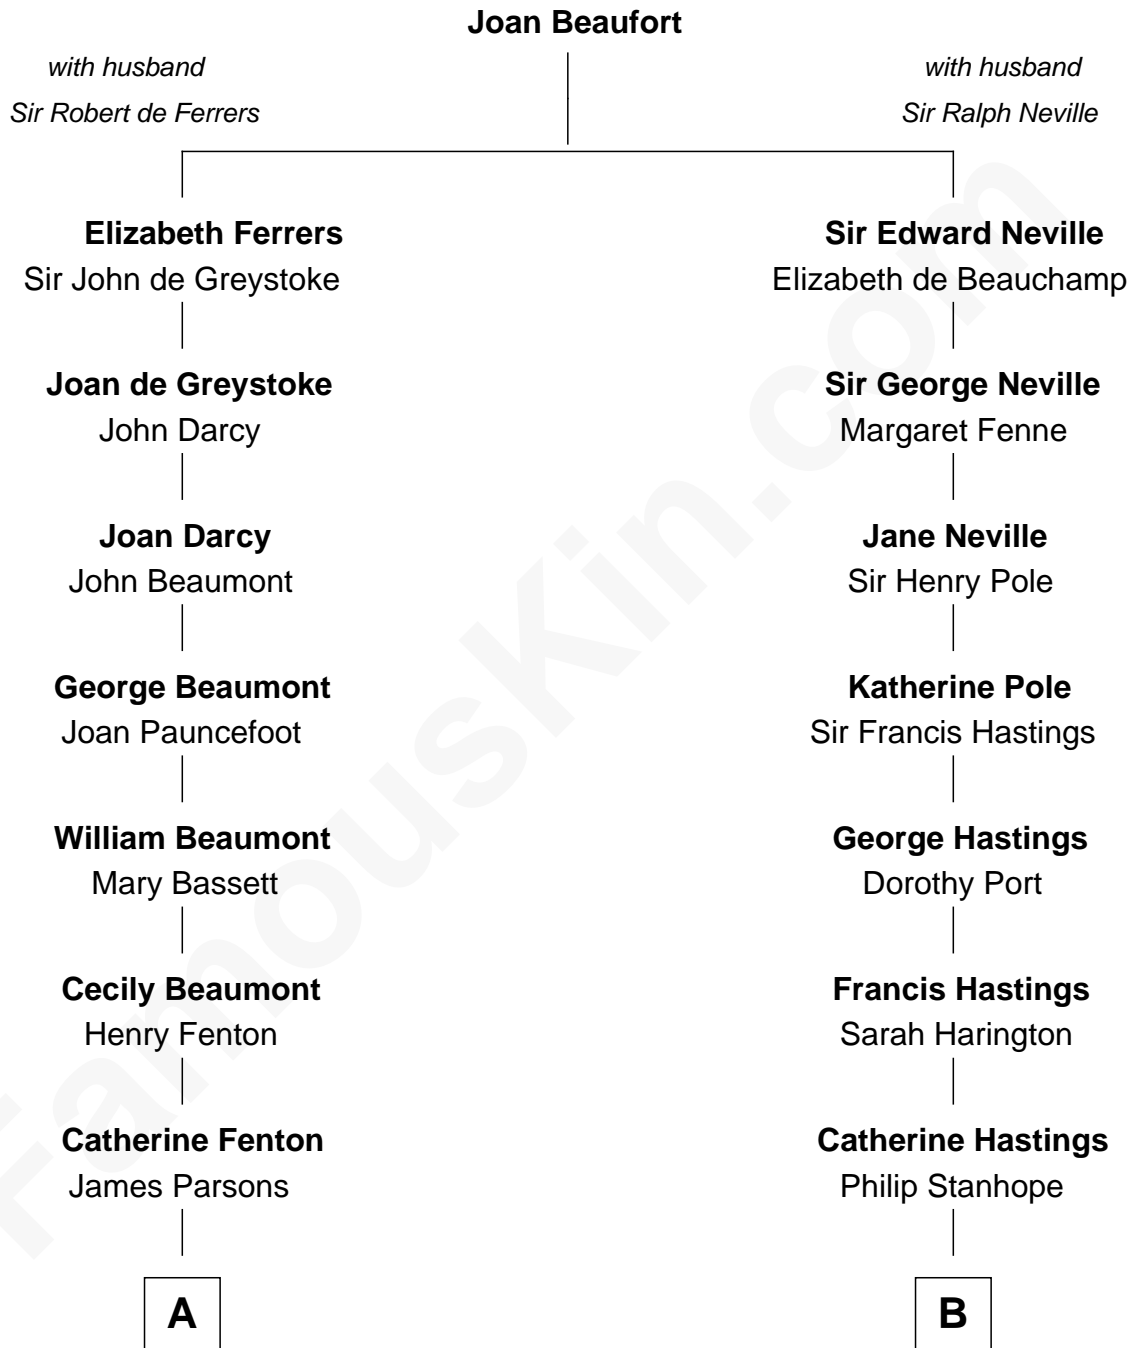 Joan Beaufort
with husband
Sir Robert de Ferrers
with husband
Sir Ralph Neville
Elizabeth Ferrers
Sir John de Greystoke
Sir Edward Neville
Elizabeth de Beauchamp
Joan de Greystoke
John Darcy
Sir George Neville
Margaret Fenne
Joan Darcy
John Beaumont
Jane Neville
Sir Henry Pole
George Beaumont
Joan Pauncefoot
Katherine Pole
Sir Francis Hastings
William Beaumont
Mary Bassett
George Hastings
Dorothy Port
Cecily Beaumont
Henry Fenton
Francis Hastings
Sarah Harington
Catherine Fenton
James Parsons
Catherine Hastings
Philip Stanhope
A
B
FamousKin.com